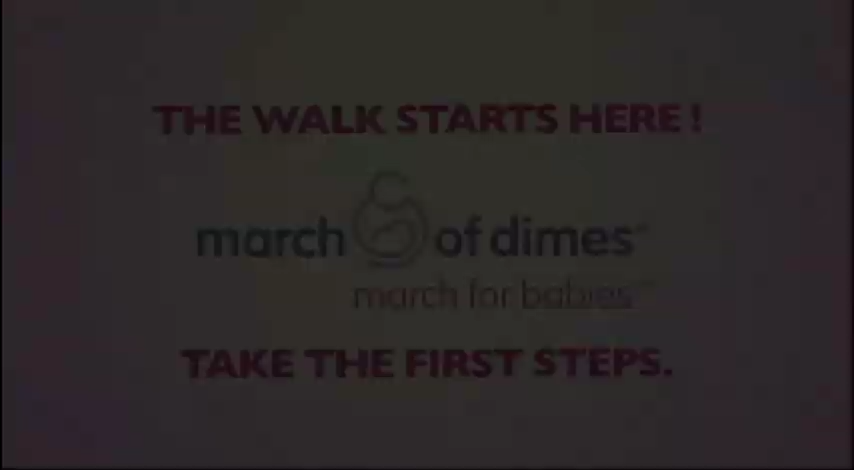 THE WALK STARTS HERE!
march of dimes
march for babies
TAKE THE FIRST STEPS.